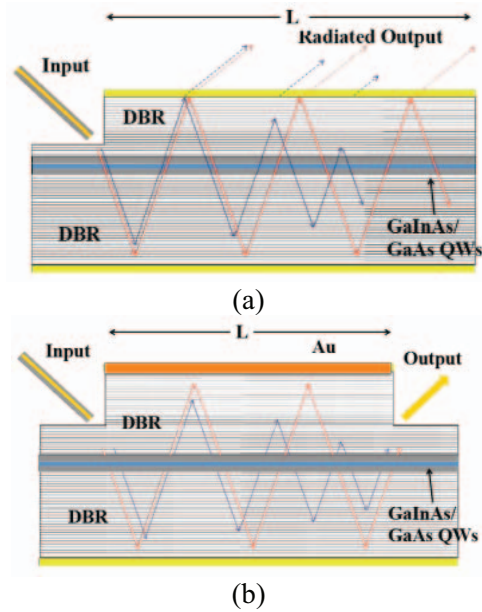 L
Radiated Output
Input
DBR
DBR
GaInAs/
GaAs QWs
(a)
L
Input
Au
Output
DBR
DBR
GaInAs/
GaAs QWs
(b)